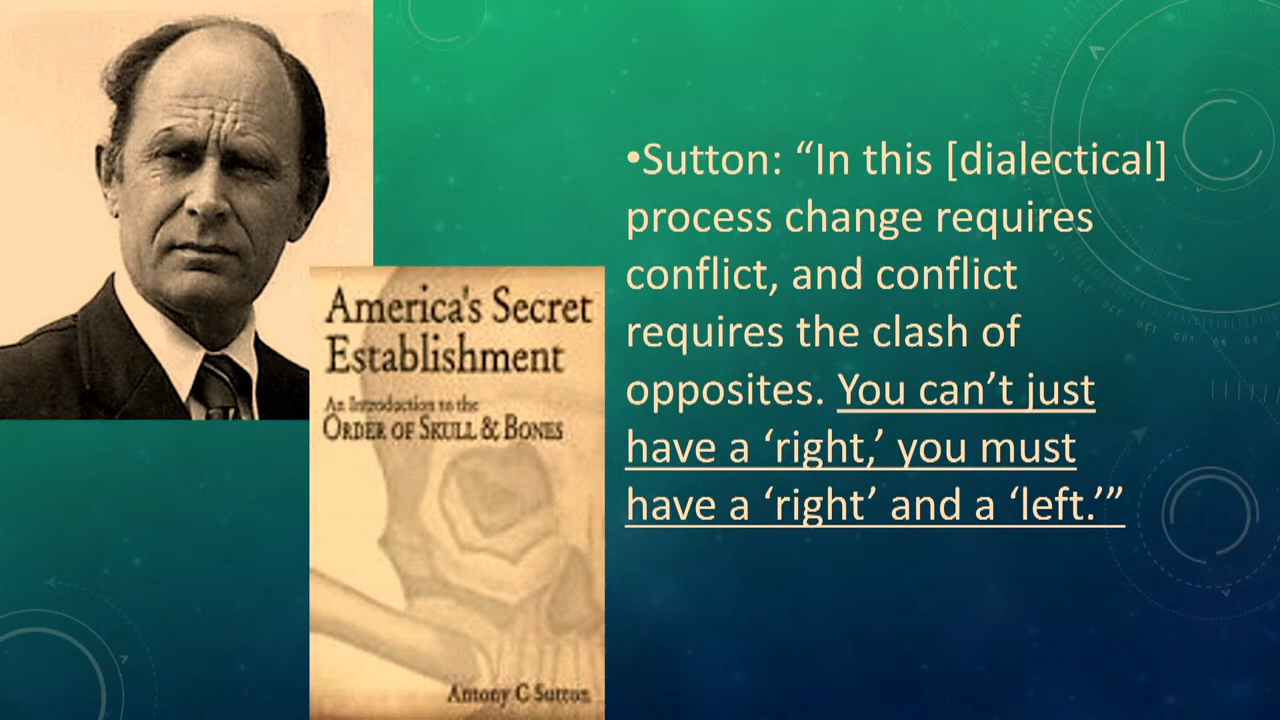 America's Secret
Establishment
An Introduction to the
ORDER OF SKULL & BONES
Antony C Sutton
•Sutton: “In this [dialectical]
process change requires
conflict, and conflict
requires the clash of
opposites. You can’t just
have a ‘right,’ you must
have a ‘right’ and a ‘left.’”